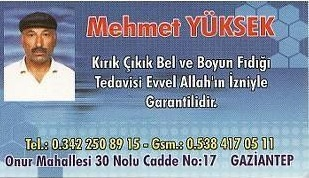 Mehmet YÜKSEK
Kırık Çıkık Bel ve Boyun Fıdığı
Tedavisi Evvel Allah'ın İzniyle
Garantilidir.
Tel.: 0.342 250 89 15 - Gsm.: 0.538 417 05 11
Onur Mahallesi 30 Nolu Cadde No:17 GAZİANTEP